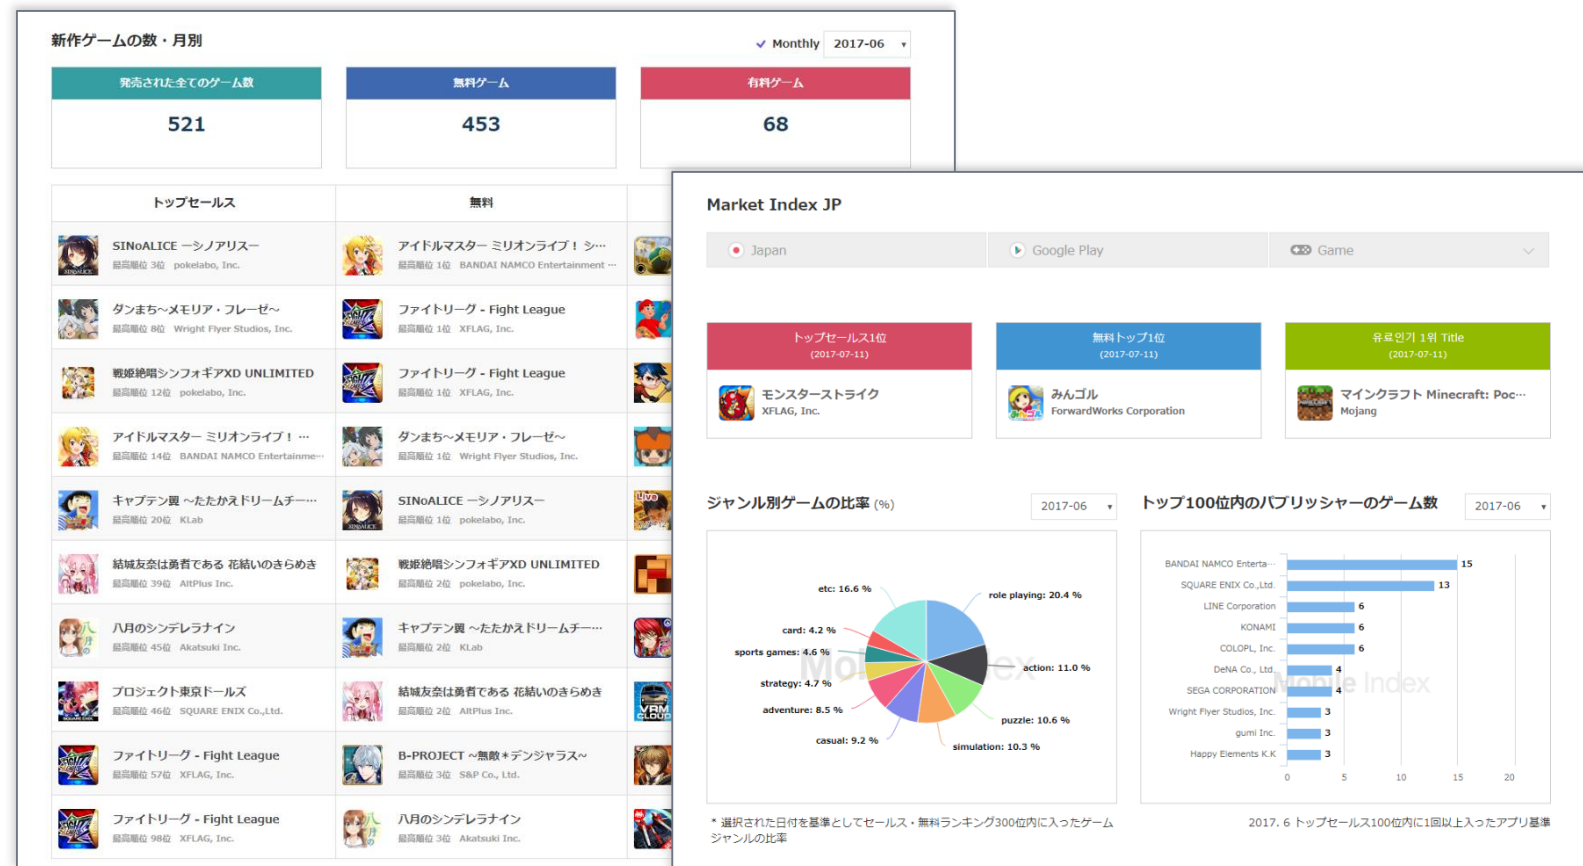 新作ゲームの数・月別
Monthly 2017-06
発売された全てのゲーム数
521
無料ゲーム
453
有料ゲーム
68
トップセールス
無料
SINoALICE ーシノアリスー
最高順位 3位 pokelabo, Inc.
アイドルマスター ミリオンライブ！ シ…
最高順位 1位 BANDAI NAMCO Entertainment …
ダンまち～メモリア・フレーゼ～
最高順位 8位 Wright Flyer Studios, Inc.
ファイトリーグ - Fight League
最高順位 1位 XFLAG, Inc.
戦姫絶唱シンフォギアXD UNLIMITED
最高順位 12位 pokelabo, Inc.
ファイトリーグ - Fight League
最高順位 1位 XFLAG, Inc.
アイドルマスター ミリオンライブ！ …
最高順位 14位 BANDAI NAMCO Entertainme…
ダンまち～メモリア・フレーゼ～
最高順位 1位 Wright Flyer Studios, Inc.
キャプテン翼 ～たたかえドリームチー…
最高順位 20位 KLab
SINoALICE ーシノアリスー
最高順位 1位 pokelabo, Inc.
結城友奈は勇者である 花結いのきらめき
最高順位 39位 AltPlus Inc.
戦姫絶唱シンフォギアXD UNLIMITED
最高順位 2位 pokelabo, Inc.
八月のシンデレラナイン
最高順位 45位 Akatsuki Inc.
キャプテン翼 ～たたかえドリームチー…
最高順位 2位 KLab
プロジェクト東京ドールズ
最高順位 46位 SQUARE ENIX Co.,Ltd.
結城友奈は勇者である 花結いのきらめき
最高順位 2位 AltPlus Inc.
ファイトリーグ - Fight League
最高順位 57位 XFLAG, Inc.
B-PROJECT ～無敵＊デンジャラス～
最高順位 3位 S&P Co., Ltd.
ファイトリーグ - Fight League
最高順位 98位 XFLAG, Inc.
八月のシンデレラナイン
最高順位 3位 Akatsuki Inc.
Market Index JP
Japan
Google Play
Game
トップセールス1位
(2017-07-11)
モンスターストライク
XFLAG, Inc.
無料トップ1位
(2017-07-11)
みんゴル
ForwardWorks Corporation
유료인기 1위 Title
(2017-07-11)
マインクラフト Minecraft: Poc…
Mojang
ジャンル別ゲームの比率 (%)
2017-06
etc: 16.6 %
role playing: 20.4 %
card: 4.2 %
sports games: 4.6 %
action: 11.0 %
strategy: 4.7 %
adventure: 8.5 %
puzzle: 10.6 %
casual: 9.2 %
simulation: 10.3 %
* 選択された日付を基準としてセールス・無料ランキング300位内に入ったゲーム
ジャンルの比率
トップ100位内のパブリッシャーのゲーム数
2017-06
BANDAI NAMCO Enterta… 15
SQUARE ENIX Co.,Ltd. 13
LINE Corporation 6
KONAMI 6
COLOPL, Inc. 6
DeNA Co., Ltd 4
SEGA CORPORATION 4
Mobile Index
Wright Flyer Studios, Inc. 3
gumi Inc. 3
Happy Elements K.K 3
0 5 10 15 20
2017. 6 トップセールス100位内に1回以上入ったアプリ基準